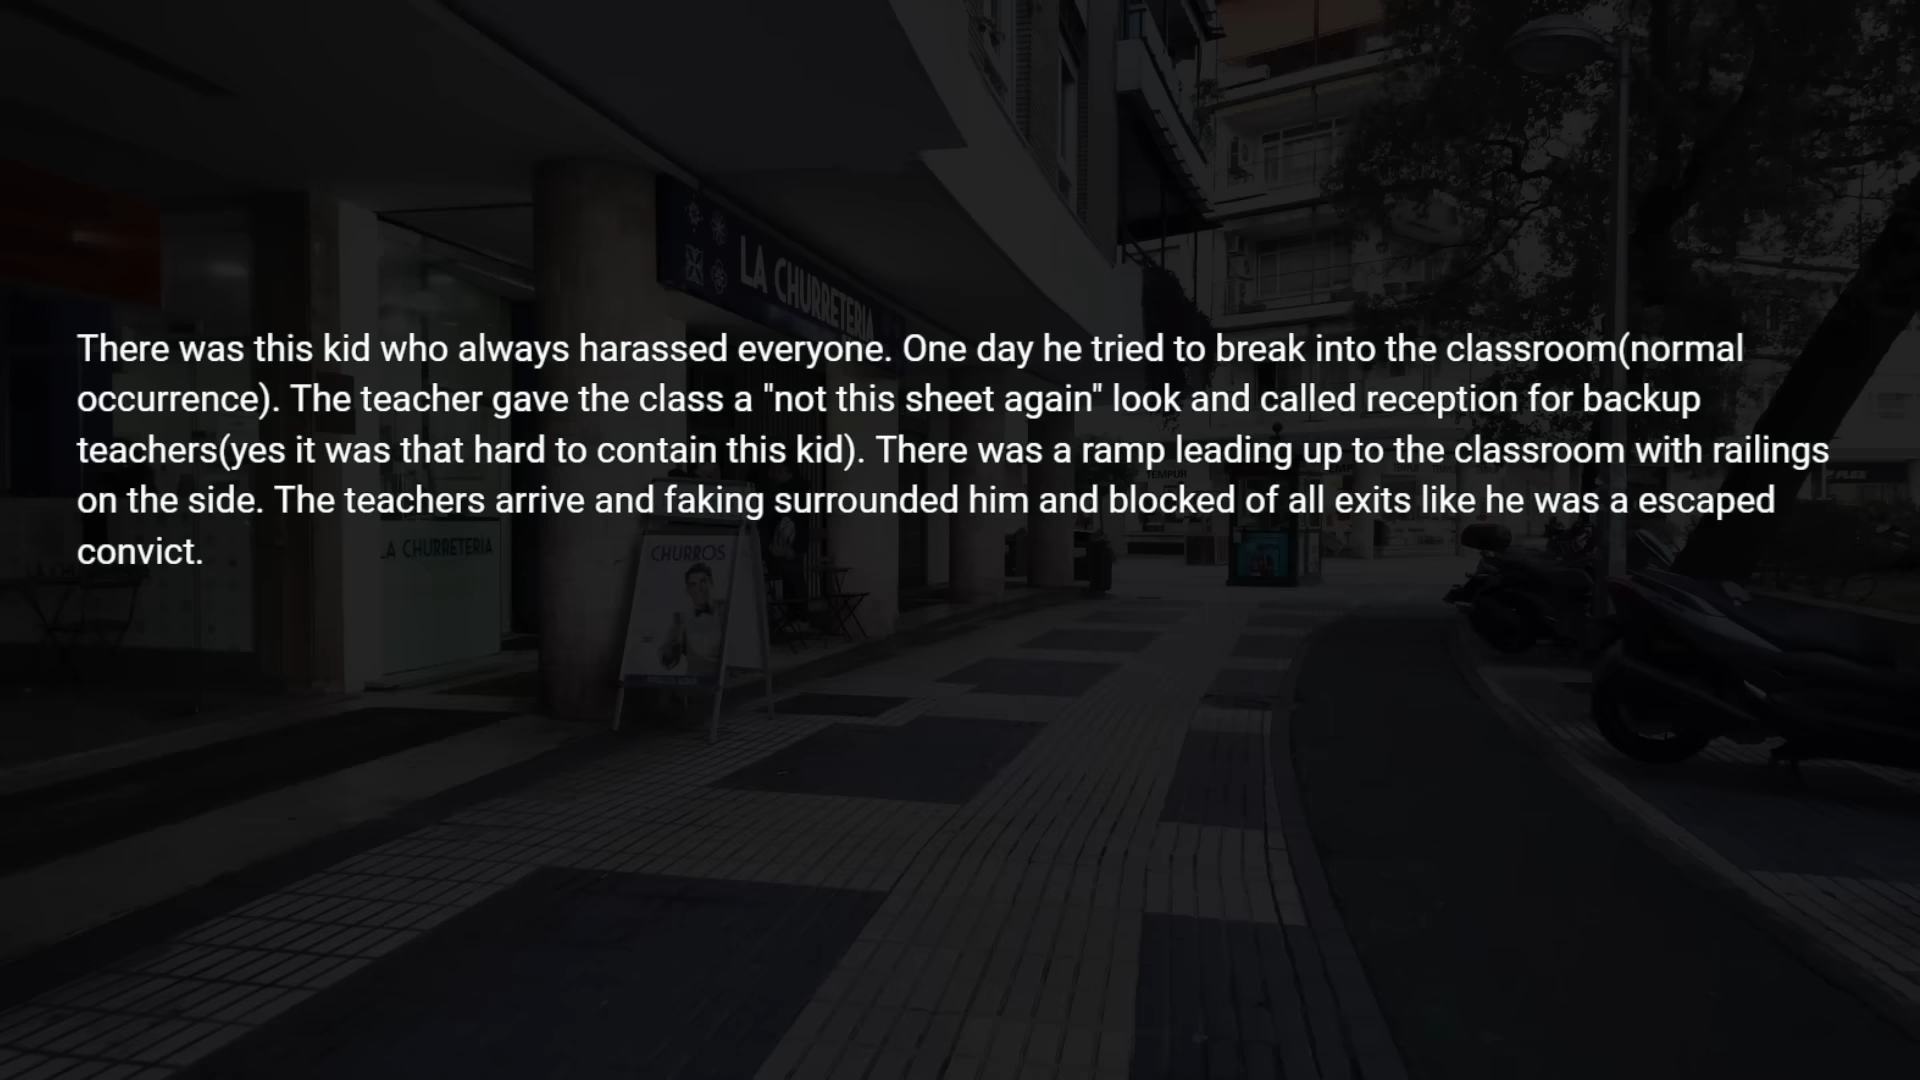 LA CHURRETERIA
There was this kid who always harassed everyone. One day he tried to break into the classroom(normal
occurrence). The teacher gave the class a "not this sheet again" look and called reception for backup
teachers(yes it was that hard to contain this kid). There was a ramp leading up to the classroom with railings
on the side. The teachers arrive and faking surrounded him and blocked of all exits like he was a escaped
convict.
TEMPUR
LA CHURRETERIA
CHURROS